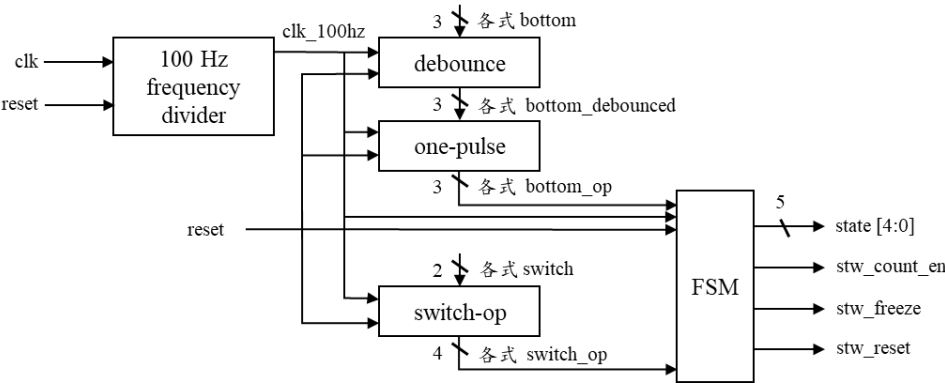 3 各式 bottom
clk_100hz
clk
100 Hz
frequency
divider
debounce
reset
3 各式 bottom_debounced
one-pulse
3 各式 bottom_op
5
reset
state [4:0]
2 各式 switch
stw_count_en
FSM
switch-op
stw_freeze
4 各式 switch_op
stw_reset